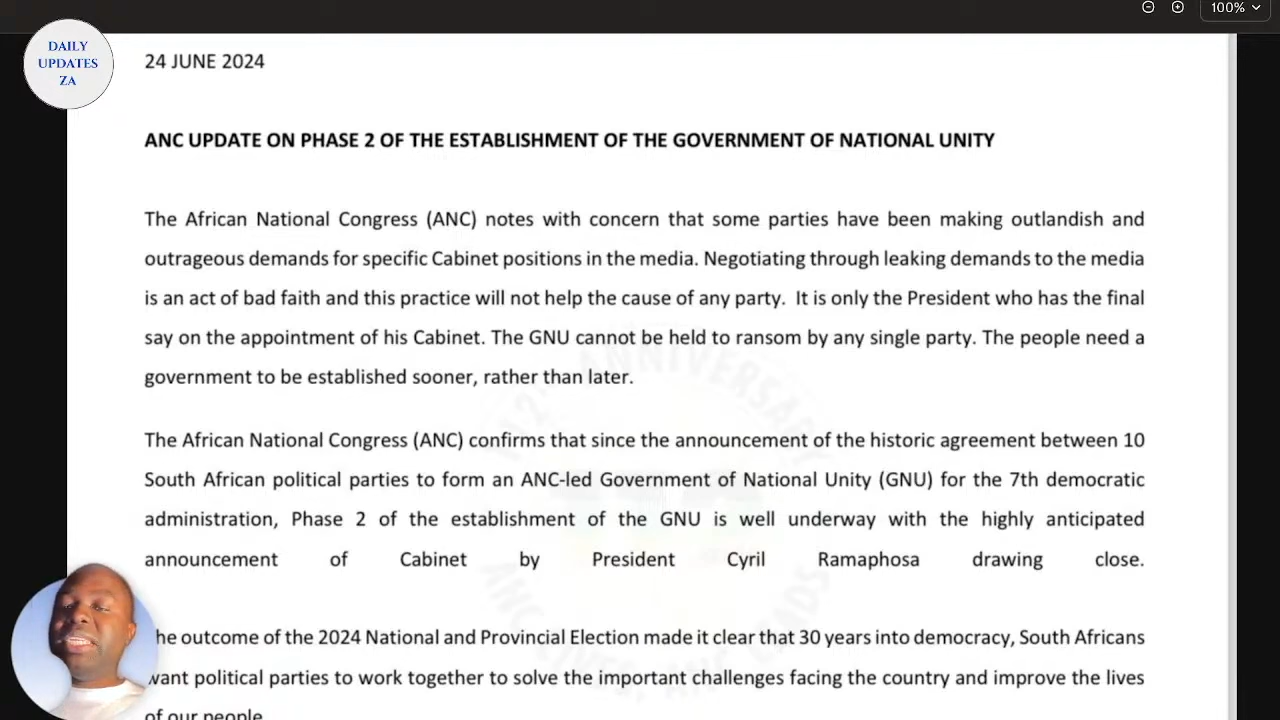 100%
DAILY
UPDATES
ZA
24 JUNE 2024
ANC UPDATE ON PHASE 2 OF THE ESTABLISHMENT OF THE GOVERNMENT OF NATIONAL UNITY
The African National Congress (ANC) notes with concern that some parties have been making outlandish and
outrageous demands for specific Cabinet positions in the media. Negotiating through leaking demands to the media
is an act of bad faith and this practice will not help the cause of any party. It is only the President who has the final
say on the appointment of his Cabinet. The GNU cannot be held to ransom by any single party. The people need a
government to be established sooner, rather than later.
The African National Congress (ANC) confirms that since the announcement of the historic agreement between 10
South African political parties to form an ANC-led Government of National Unity (GNU) for the 7th democratic
administration, Phase 2 of the establishment of the GNU is well underway with the highly anticipated
announcement of Cabinet by President Cyril Ramaphosa drawing close.
he outcome of the 2024 National and Provincial Election made it clear that 30 years into democracy, South Africans
want political parties to work together to solve the important challenges facing the country and improve the lives
of our people